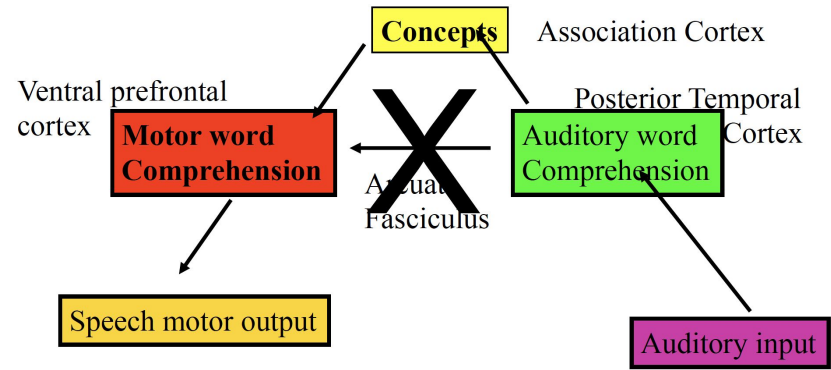 Concepts
Association Cortex
Ventral prefrontal
cortex
Posterior Temporal
Cortex
Motor word
Comprehension
Auditory word
Comprehension
Arcuate
Fasciculus
Speech motor output
Auditory input